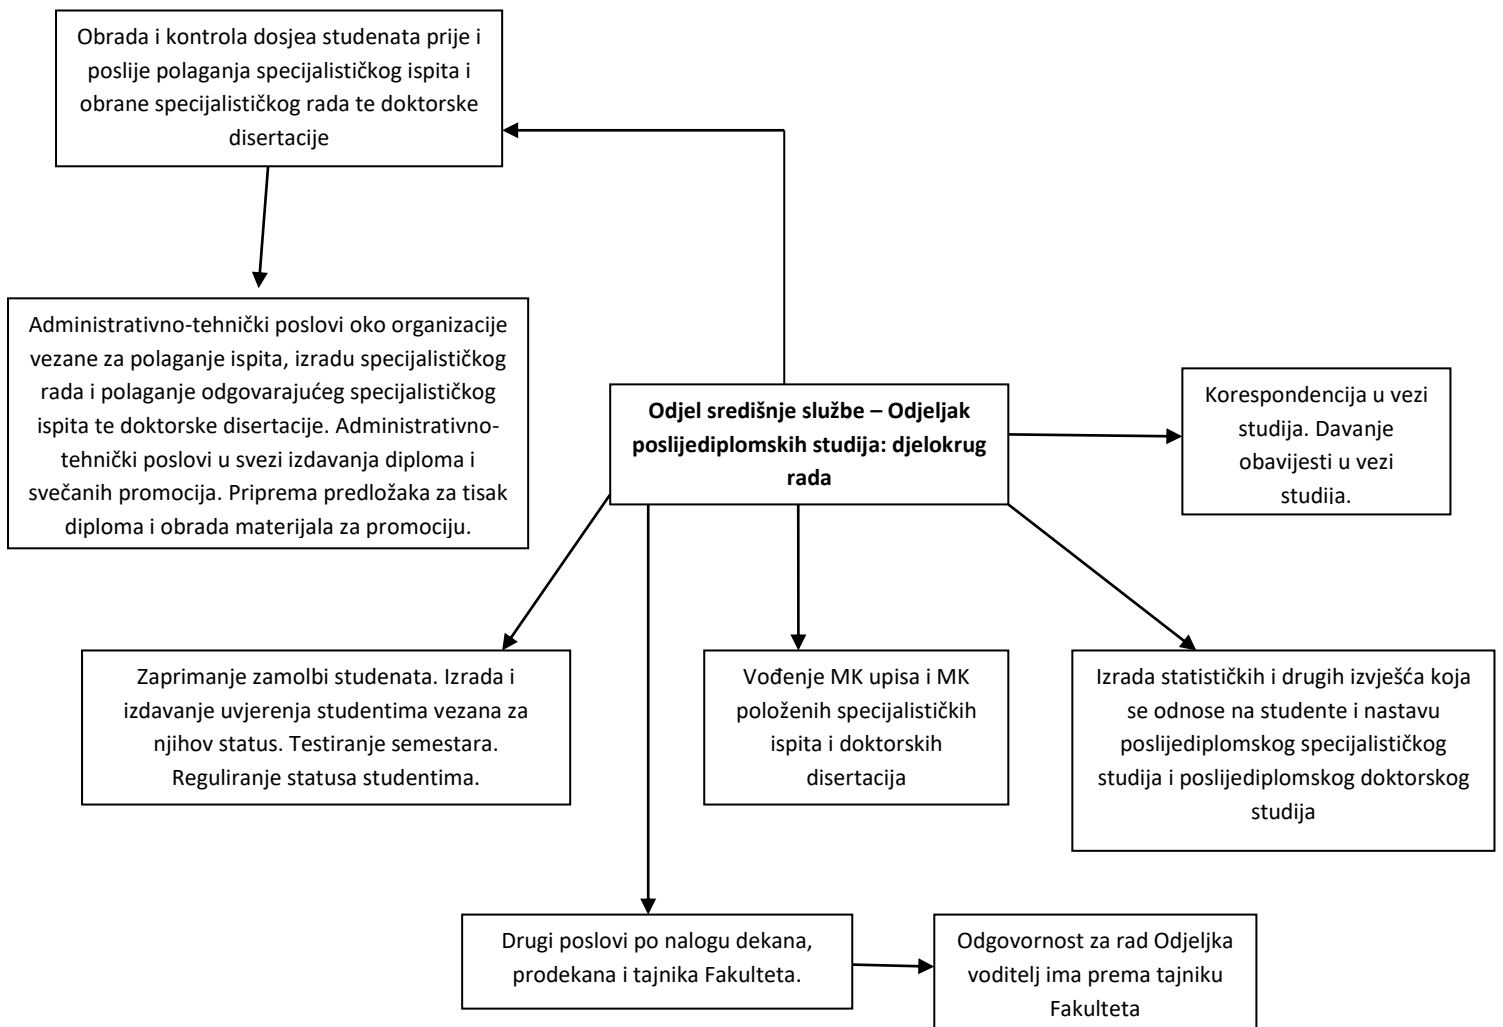 Obrada i kontrola dosjea studenata prije i
poslije polaganja specijalističkog ispita i
obrane specijalističkog rada te doktorske
disertacije
Administrativno-tehnički poslovi oko organizacije
vezane za polaganje ispita, izradu specijalističkog
rada i polaganje odgovarajućeg specijalističkog
ispita te doktorske disertacije. Administrativno-
tehnički poslovi u svezi izdavanja diploma i
svečanih promocija. Priprema predložaka za tisak
diploma i obrada materijala za promociju.
Odjel središnje službe – Odjeljak
poslijediplomskih studija: djelokrug
rada
Korespondencija u vezi
studija. Davanje
obavijesti u vezi
studija.
Zaprimanje zamolbi studenata. Izrada i
izdavanje uvjerenja studentima vezana za
njihov status. Testiranje semestara.
Reguliranje statusa studentima.
Vođenje MK upisa i MK
položenih specijalističkih
ispita i doktorskih
disertacija
Izrada statističkih i drugih izvješća koja
se odnose na studente i nastavu
poslijediplomskog specijalističkog
studija i poslijediplomskog doktorskog
studija
Drugi poslovi po nalogu dekana,
prodekana i tajnika Fakulteta.
Odgovornost za rad Odjeljka
voditelj ima prema tajniku
Fakulteta